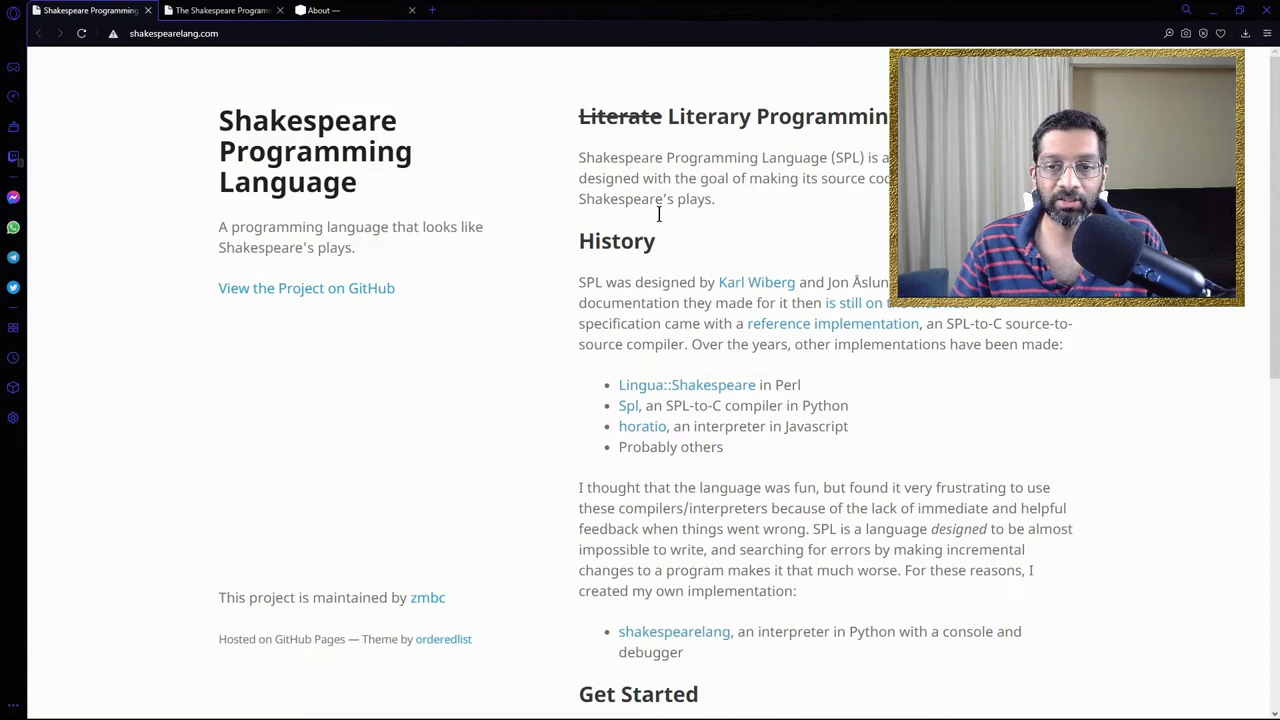 Shakespeare Programming
The Shakespeare Program
About —
shakespearelang.com
Shakespeare
Programming
Language
A programming language that looks like
Shakespeare's plays.
View the Project on GitHub
This project is maintained by zmbc
Hosted on GitHub Pages — Theme by orderedlist
Literate Literary Programmin
Shakespeare Programming Language (SPL) is a
designed with the goal of making its source cod
Shakespeare’s plays.
History
SPL was designed by Karl Wiberg and Jon Åslun
documentation they made for it then is still on
specification came with a reference implementation, an SPL-to-C source-to-
source compiler. Over the years, other implementations have been made:
• Lingua::Shakespeare in Perl
• Spl, an SPL-to-C compiler in Python
• horatio, an interpreter in Javascript
• Probably others
I thought that the language was fun, but found it very frustrating to use
these compilers/interpreters because of the lack of immediate and helpful
feedback when things went wrong. SPL is a language designed to be almost
impossible to write, and searching for errors by making incremental
changes to a program makes it that much worse. For these reasons, I
created my own implementation:
• shakespearelang, an interpreter in Python with a console and
debugger
Get Started